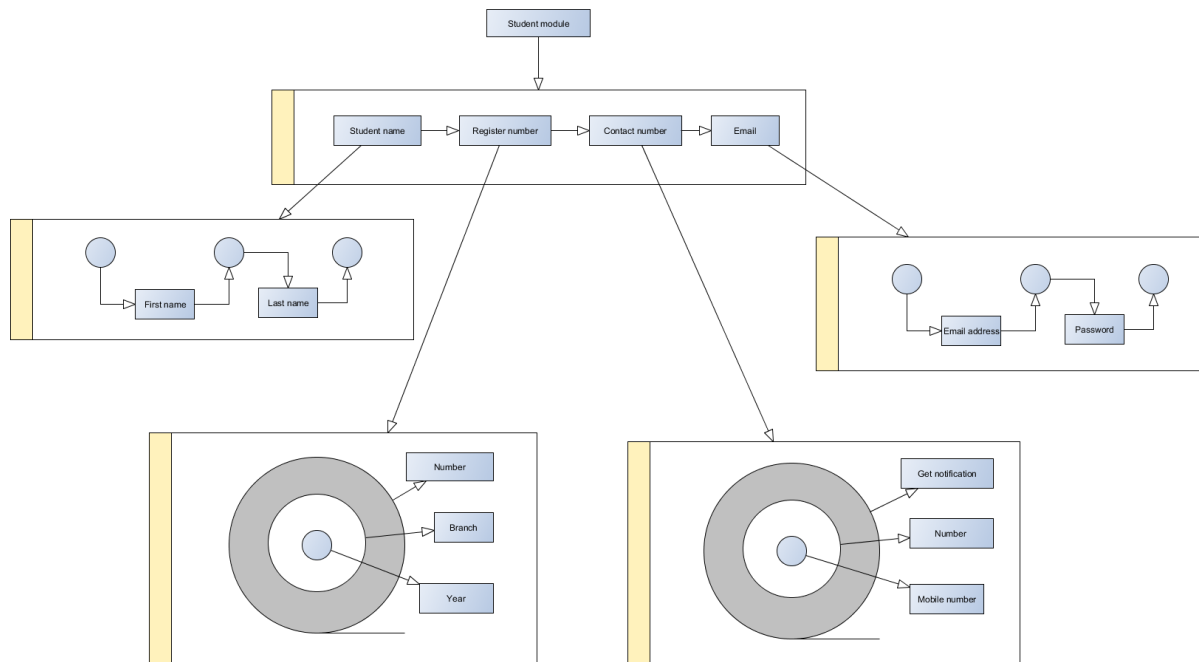 Student module
Student name
Register number
Contact number
Email
First name
Last name
Email address
Password
Number
Branch
Year
Get notification
Number
Mobile number